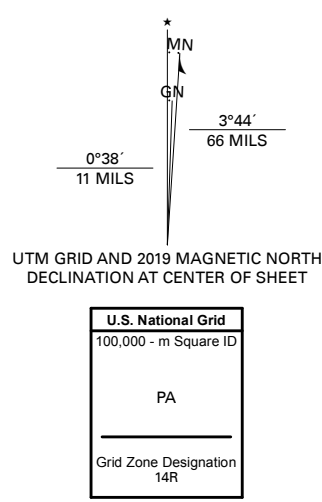 ★
MN
GN
3°44´
66 MILS
0°38´
11 MILS
UTM GRID AND 2019 MAGNETIC NORTH
DECLINATION AT CENTER OF SHEET
U.S. National Grid
100,000 - m Square ID
PA
Grid Zone Designation
14R